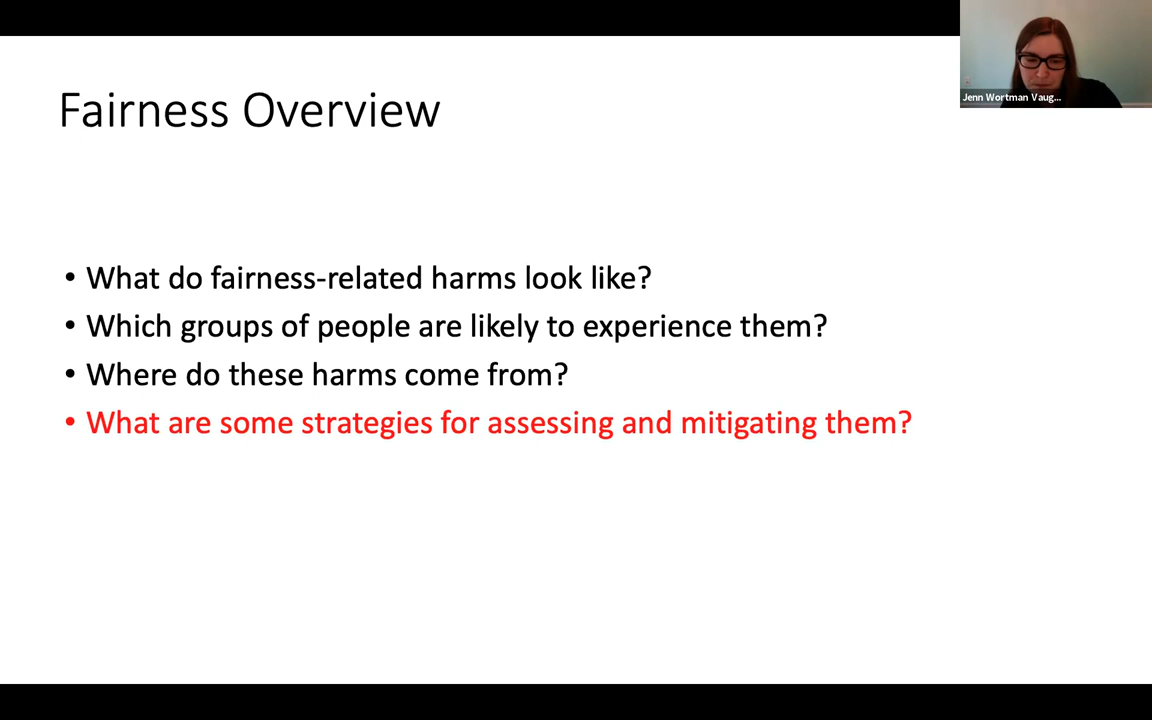 Jenn Wortman Vaug...
Fairness Overview
• What do fairness-related harms look like?
• Which groups of people are likely to experience them?
• Where do these harms come from?
• What are some strategies for assessing and mitigating them?